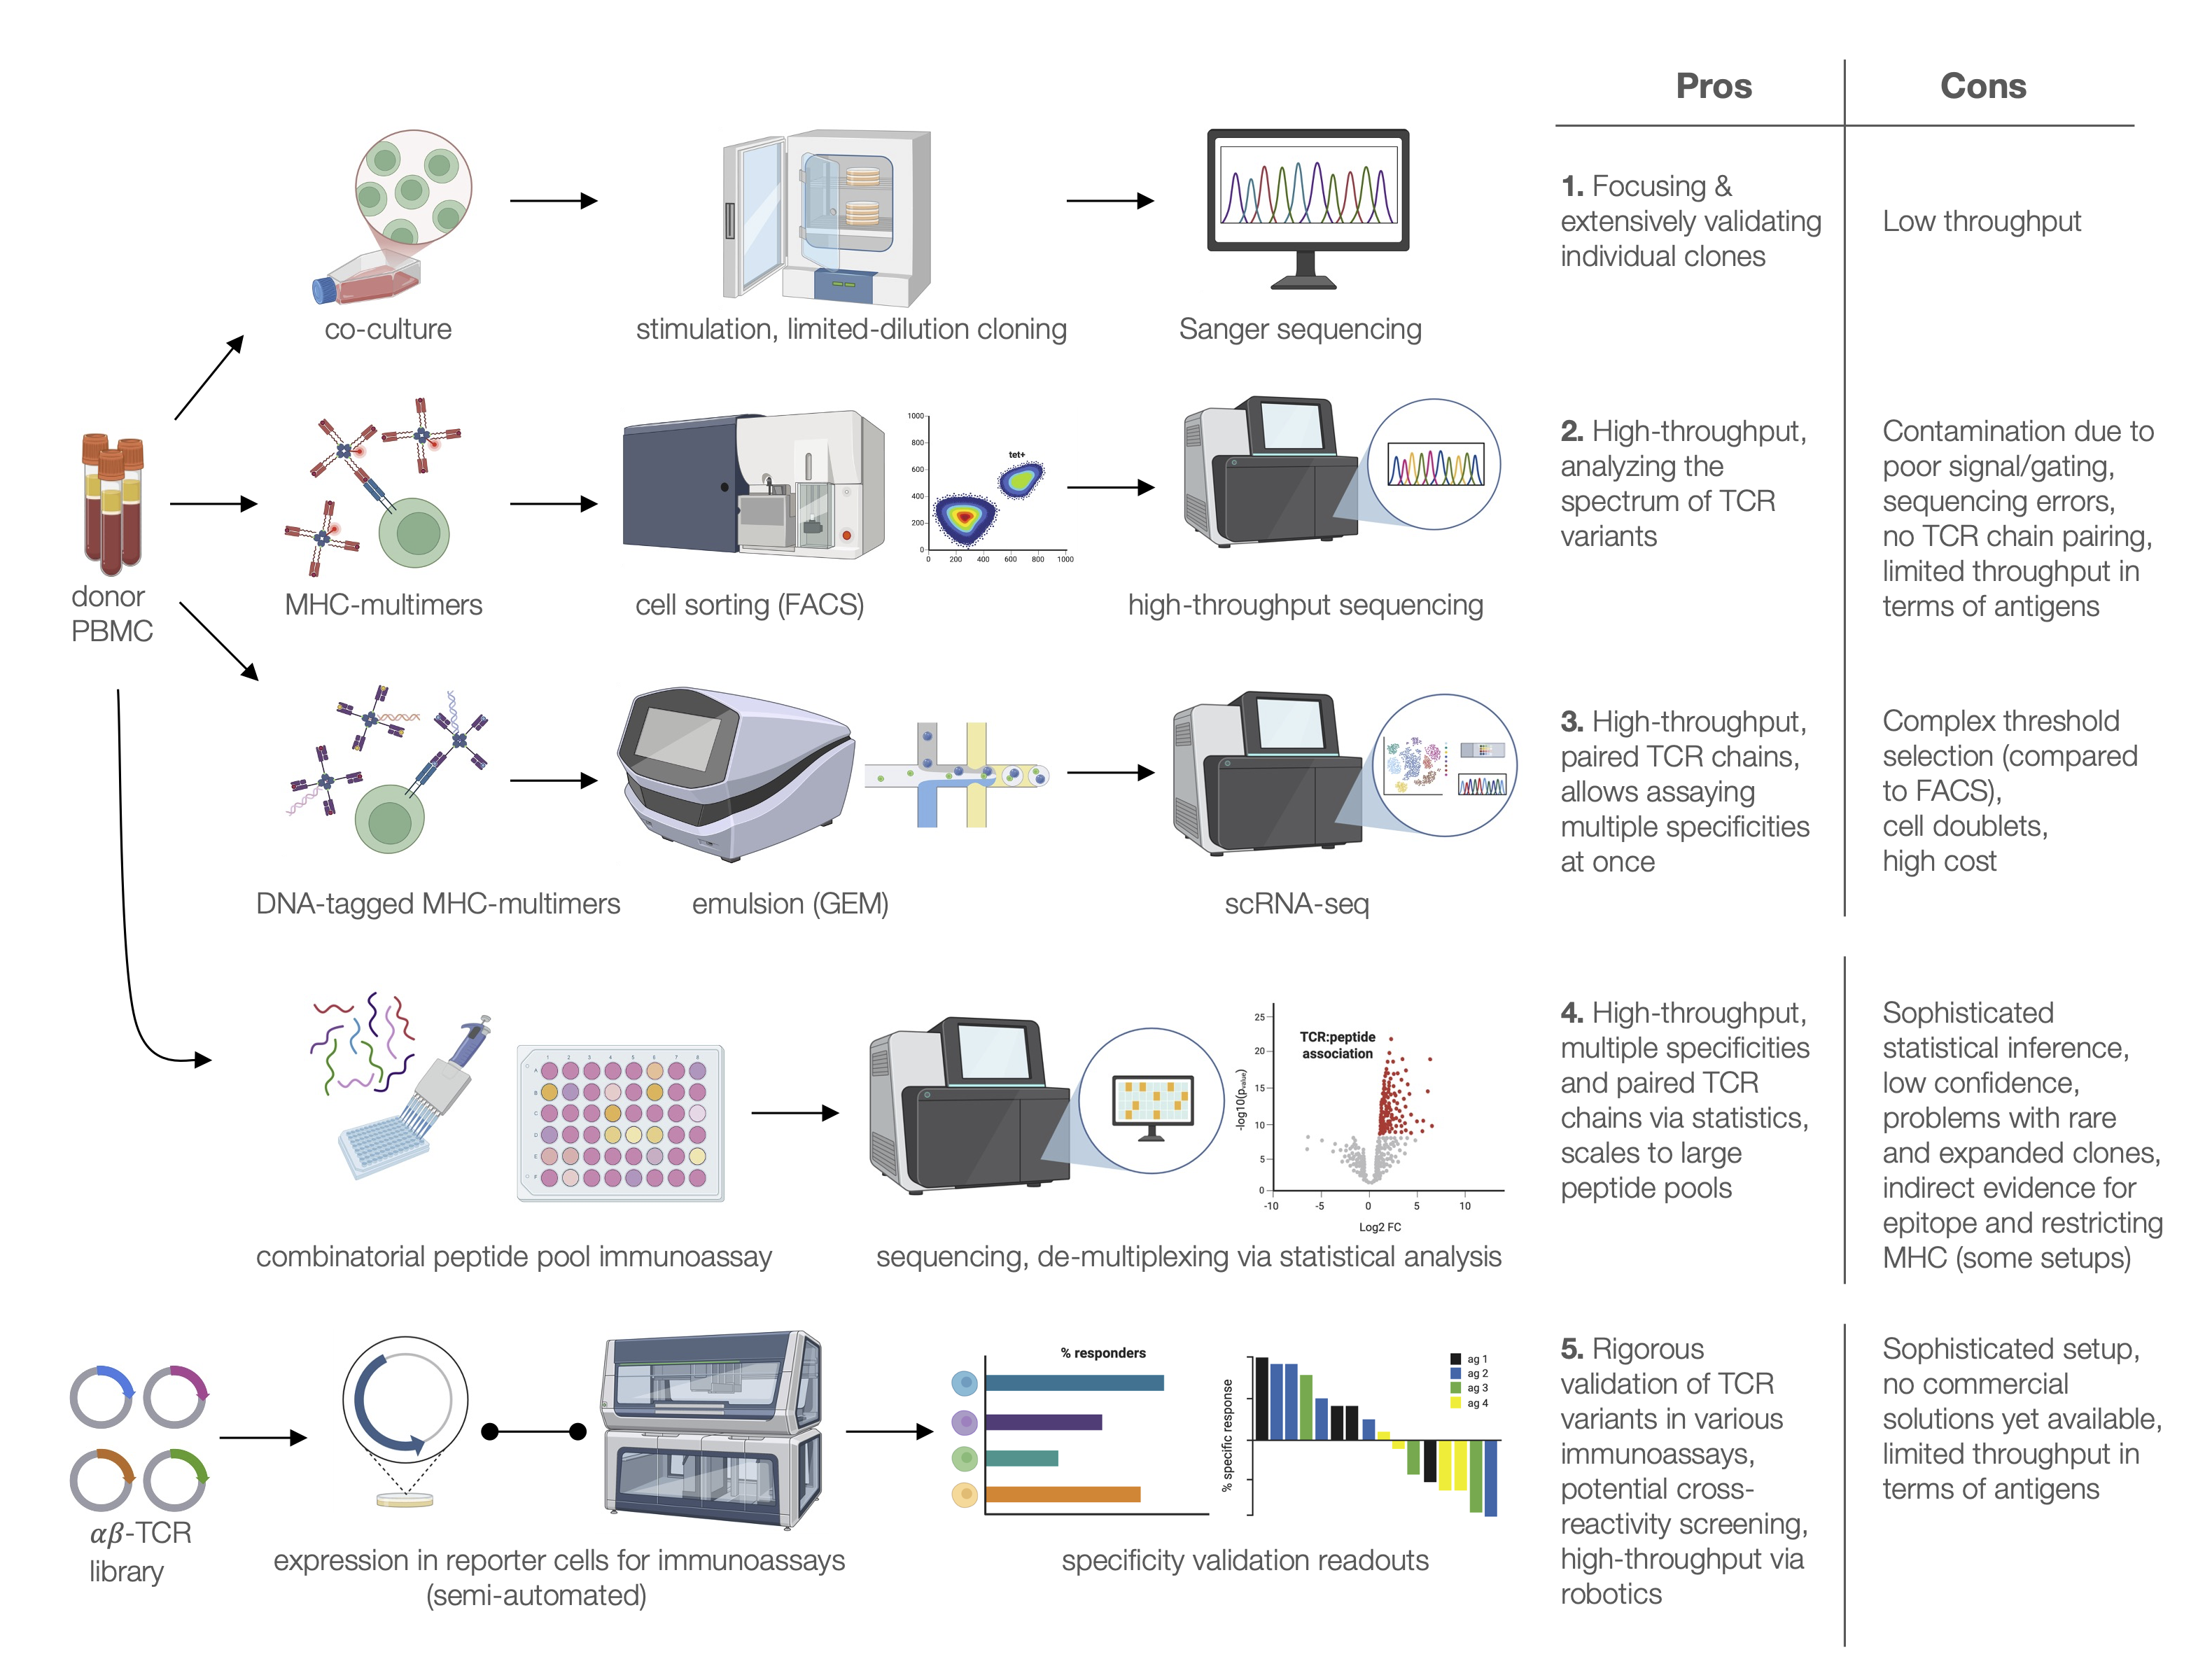 Pros
Cons
1. Focusing &
extensively validating
individual clones
Low throughput
co-culture
stimulation, limited-dilution cloning
Sanger sequencing
donor
PBMC
1000
800
600
400
200
0
0
200
400
600
800
1000
tet+
MHC-multimers
cell sorting (FACS)
high-throughput sequencing
2. High-throughput,
analyzing the
spectrum of TCR
variants
Contamination due to
poor signal/gating,
sequencing errors,
no TCR chain pairing,
limited throughput in
terms of antigens
DNA-tagged MHC-multimers
emulsion (GEM)
scRNA-seq
3. High-throughput,
paired TCR chains,
allows assaying
multiple specificities
at once
Complex threshold
selection (compared
to FACS),
cell doublets,
high cost
1 2 3 4 5 6 7 8
A
B
C
D
E
F
combinatorial peptide pool immunoassay
TCR:peptide
association
-log10(pvalue)
25
20
15
10
5
0
-10
-5
0
5
10
Log2 FC
sequencing, de-multiplexing via statistical analysis
4. High-throughput,
multiple specificities
and paired TCR
chains via statistics,
scales to large
peptide pools
Sophisticated
statistical inference,
low confidence,
problems with rare
and expanded clones,
indirect evidence for
epitope and restricting
MHC (some setups)
αβ-TCR
library
expression in reporter cells for immunoassays
(semi-automated)
% responders
% specific response
ag 1
ag 2
ag 3
ag 4
specificity validation readouts
5. Rigorous
validation of TCR
variants in various
immunoassays,
potential cross-
reactivity screening,
high-throughput via
robotics
Sophisticated setup,
no commercial
solutions yet available,
limited throughput in
terms of antigens